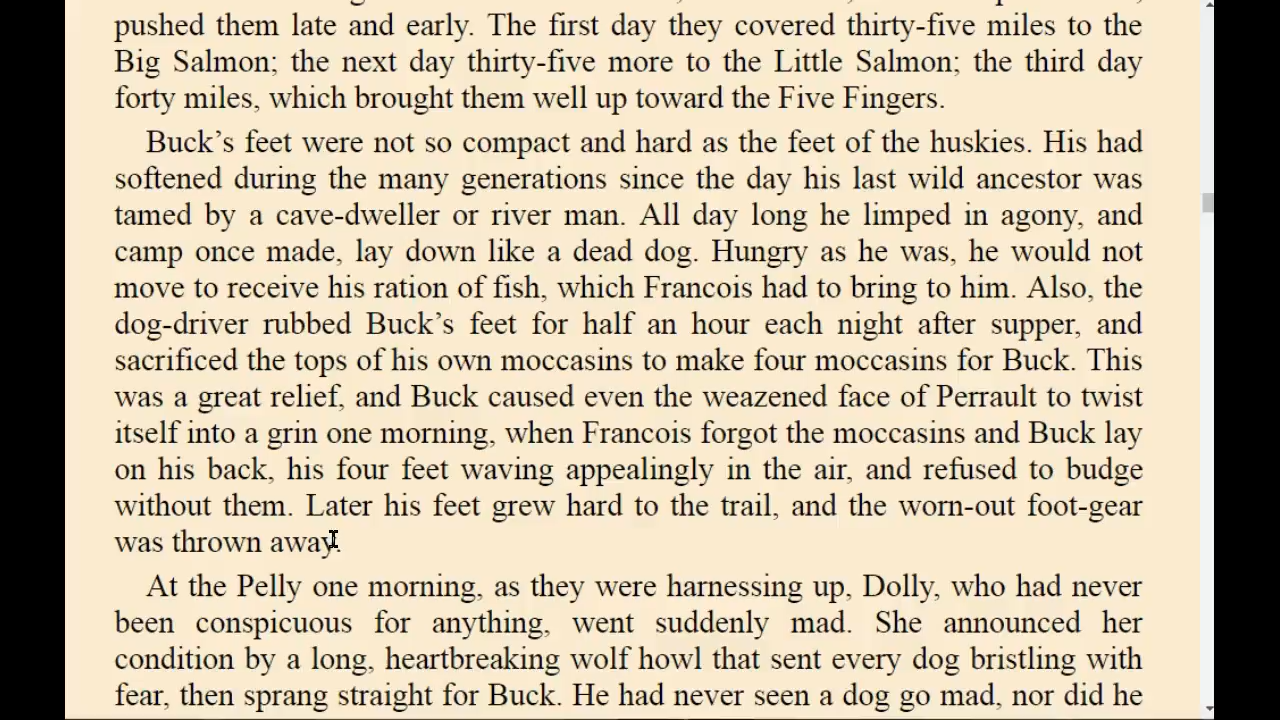 pushed them late and early. The first day they covered thirty-five miles to the
Big Salmon; the next day thirty-five more to the Little Salmon; the third day
forty miles, which brought them well up toward the Five Fingers.
Buck’s feet were not so compact and hard as the feet of the huskies. His had
softened during the many generations since the day his last wild ancestor was
tamed by a cave-dweller or river man. All day long he limped in agony, and
camp once made, lay down like a dead dog. Hungry as he was, he would not
move to receive his ration of fish, which Francois had to bring to him. Also, the
dog-driver rubbed Buck’s feet for half an hour each night after supper, and
sacrificed the tops of his own moccasins to make four moccasins for Buck. This
was a great relief, and Buck caused even the weazened face of Perrault to twist
itself into a grin one morning, when Francois forgot the moccasins and Buck lay
on his back, his four feet waving appealingly in the air, and refused to budge
without them. Later his feet grew hard to the trail, and the worn-out foot-gear
was thrown away.
At the Pelly one morning, as they were harnessing up, Dolly, who had never
been conspicuous for anything, went suddenly mad. She announced her
condition by a long, heartbreaking wolf howl that sent every dog bristling with
fear, then sprang straight for Buck. He had never seen a dog go mad, nor did he